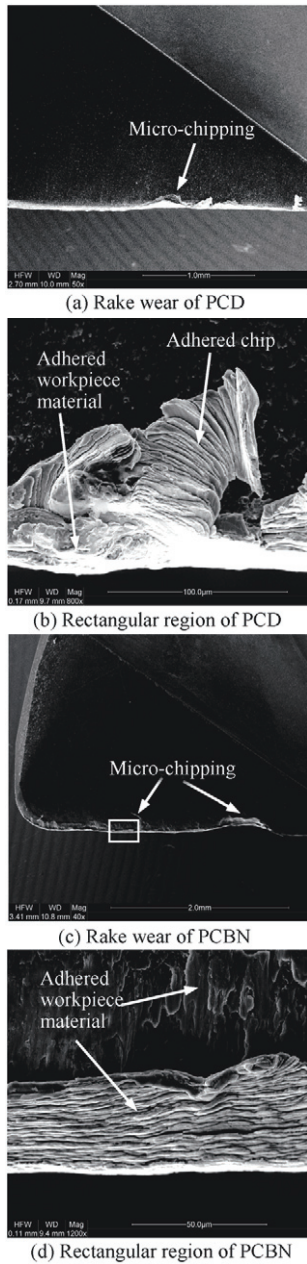 Micro-chipping
HFW WD Mag
2.70 mm 10.0 mm 50x
1.0mm
(a) Rake wear of PCD
Adhered chip
Adhered
workpiece
material
HFW WD Mag
0.17 mm 9.7 mm 800x
100.0μm
(b) Rectangular region of PCD
Micro-chipping
HFW WD Mag
3.41 mm 10.8 mm 40x
2.0mm
(c) Rake wear of PCBN
Adhered
workpiece
material
HFW WD Mag
0.11 mm 9.4 mm 1200x
50.0μm
(d) Rectangular region of PCBN